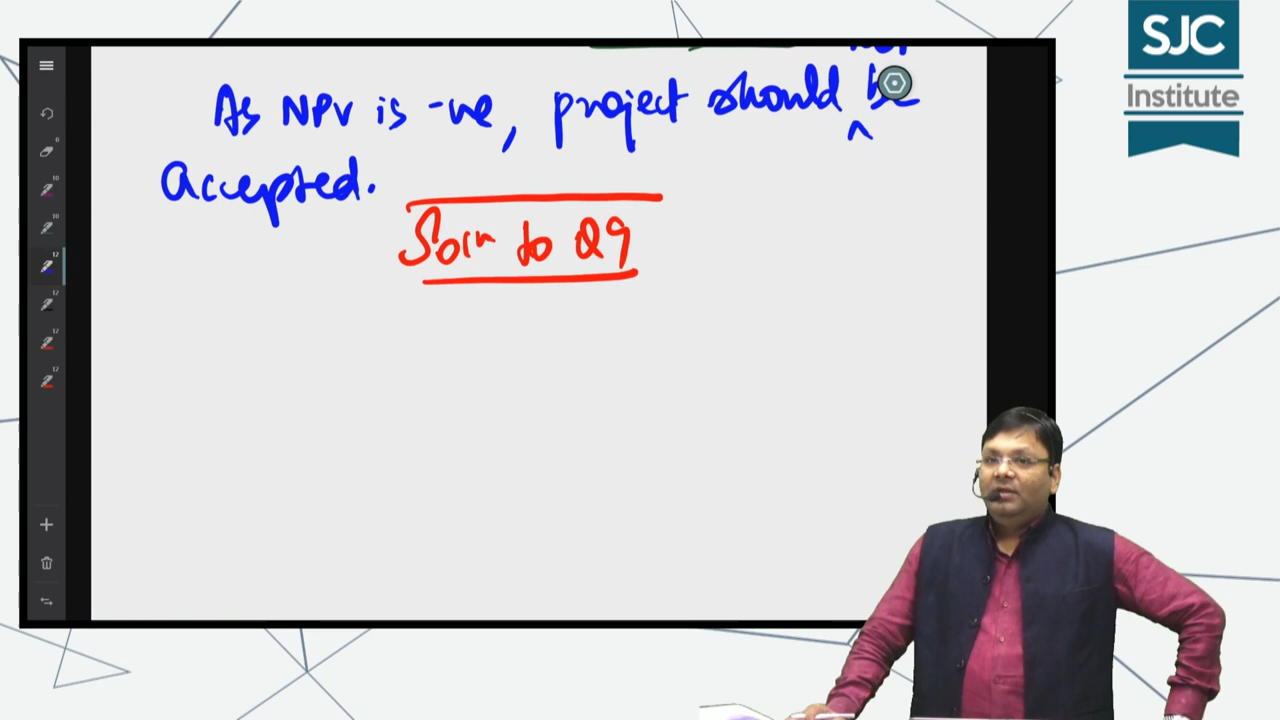 As NPV is -ve, project should be
^
accepted.
Soln to Q9
SJC
Institute